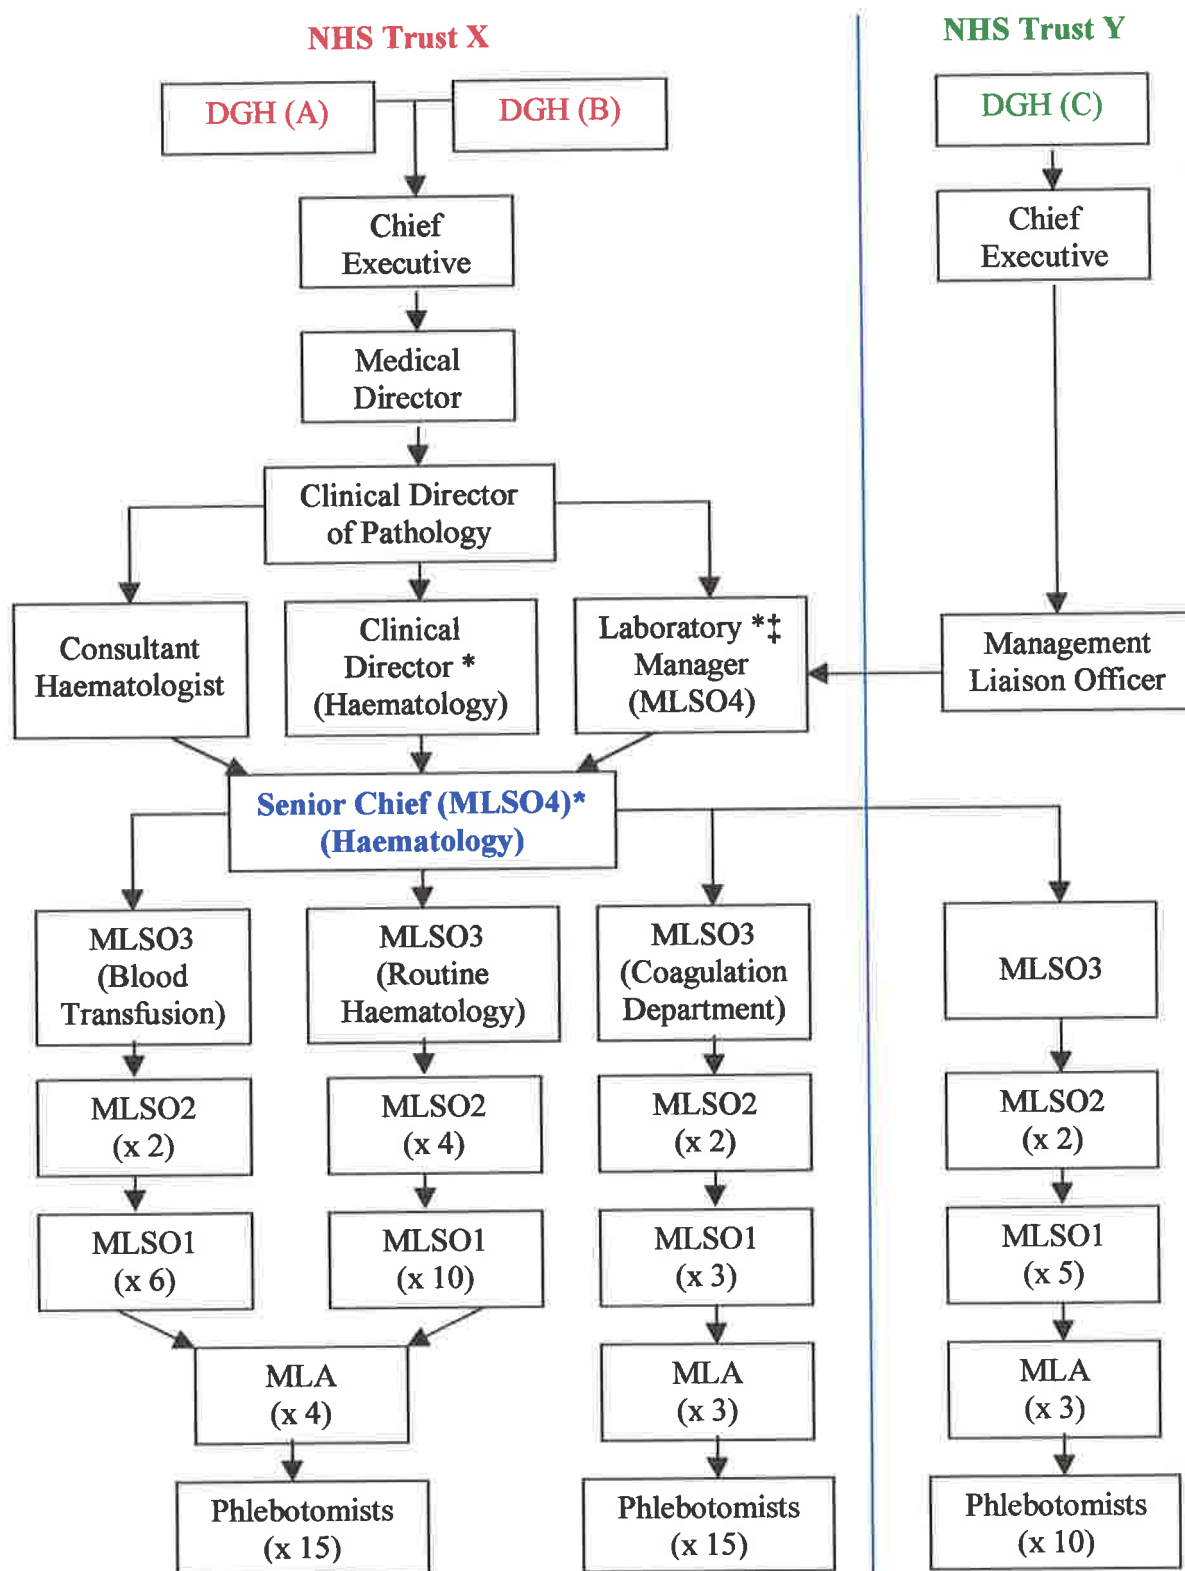 NHS Trust X
NHS Trust Y
DGH (A)
DGH (B)
DGH (C)
Chief
Executive
Chief
Executive
Medical
Director
Clinical Director
of Pathology
Consultant
Haematologist
Clinical
Director *
(Haematology)
Laboratory *‡
Manager
(MLSO4)
Management
Liaison Officer
Senior Chief (MLSO4)*
(Haematology)
MLSO3
(Blood
Transfusion)
MLSO3
(Routine
Haematology)
MLSO3
(Coagulation
Department)
MLSO3
MLSO2
(x 2)
MLSO2
(x 4)
MLSO2
(x 2)
MLSO2
(x 2)
MLSO1
(x 6)
MLSO1
(x 10)
MLSO1
(x 3)
MLSO1
(x 5)
MLA
(x 4)
MLA
(x 3)
MLA
(x 3)
Phlebotomists
(x 15)
Phlebotomists
(x 15)
Phlebotomists
(x 10)